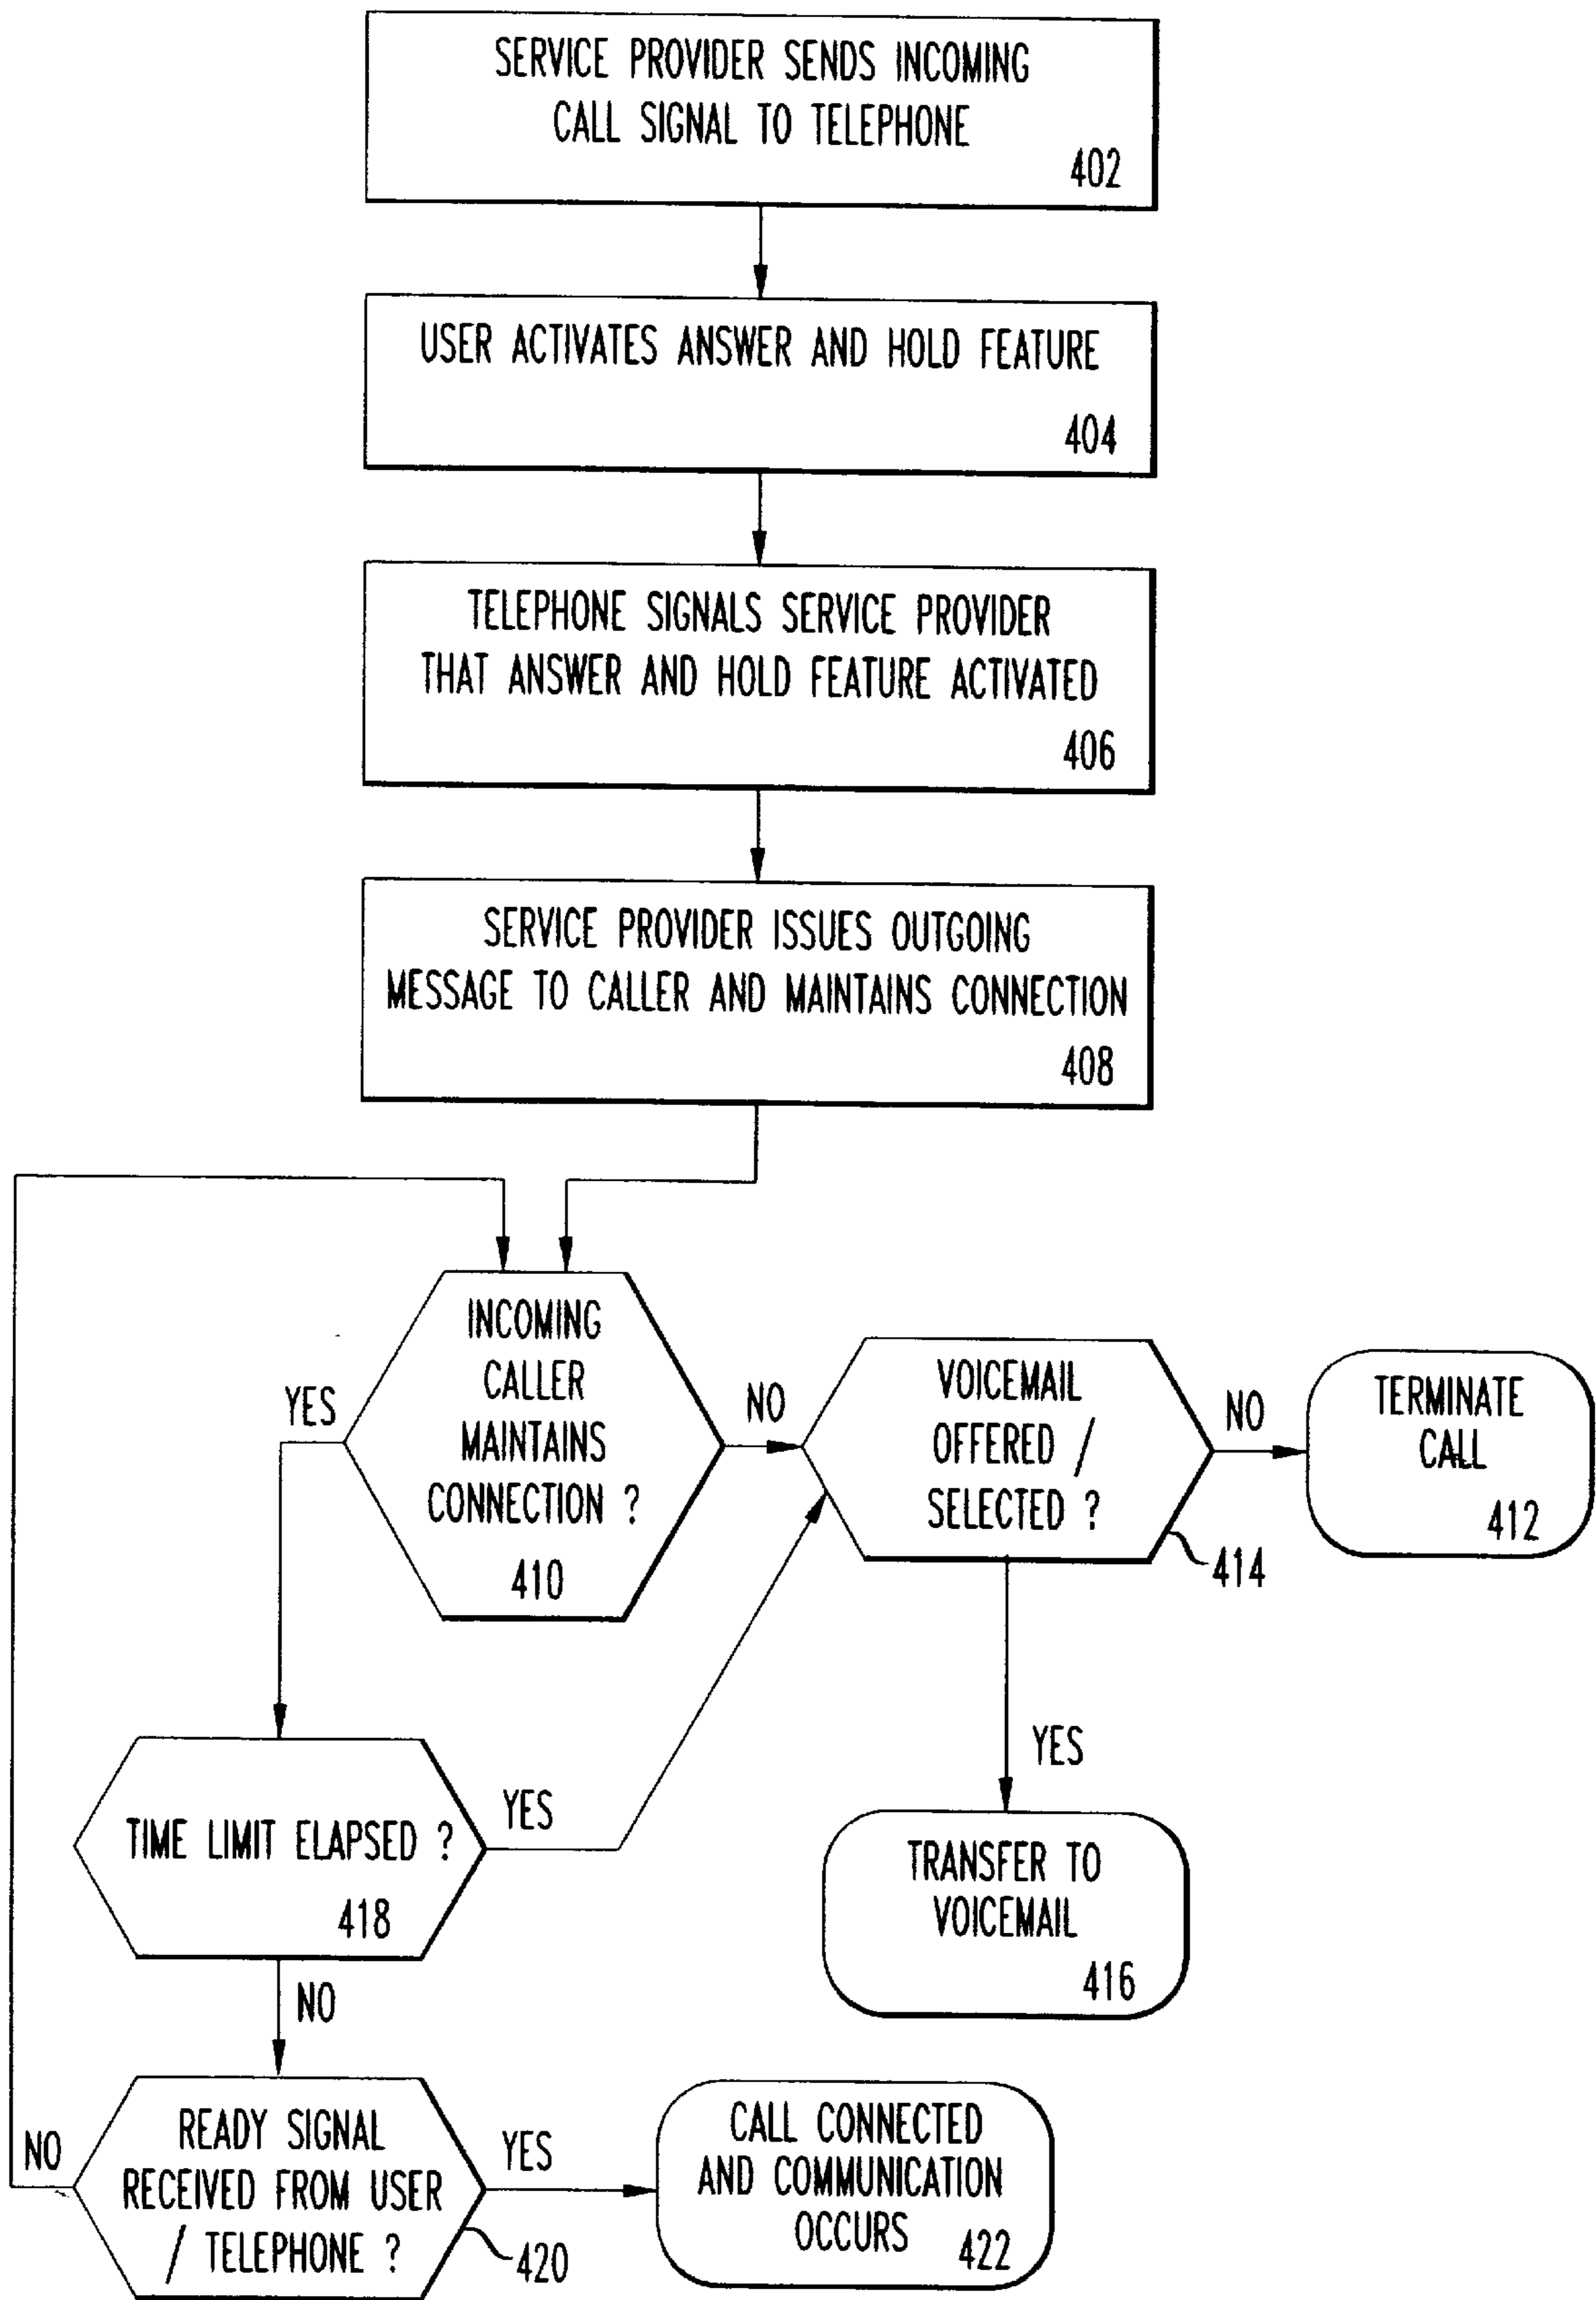 SERVICE PROVIDER SENDS INCOMING
CALL SIGNAL TO TELEPHONE
402
USER ACTIVATES ANSWER AND HOLD FEATURE
404
TELEPHONE SIGNALS SERVICE PROVIDER
THAT ANSWER AND HOLD FEATURE ACTIVATED
406
SERVICE PROVIDER ISSUES OUTGOING
MESSAGE TO CALLER AND MAINTAINS CONNECTION
408
INCOMING
CALLER
MAINTAINS
CONNECTION ?
410
YES
NO
VOICEMAIL
OFFERED /
SELECTED ?
414
NO
TERMINATE
CALL
412
YES
TRANSFER TO
VOICEMAIL
416
TIME LIMIT ELAPSED ?
418
YES
NO
READY SIGNAL
RECEIVED FROM USER
/ TELEPHONE ?
420
NO
YES
CALL CONNECTED
AND COMMUNICATION
OCCURS
422